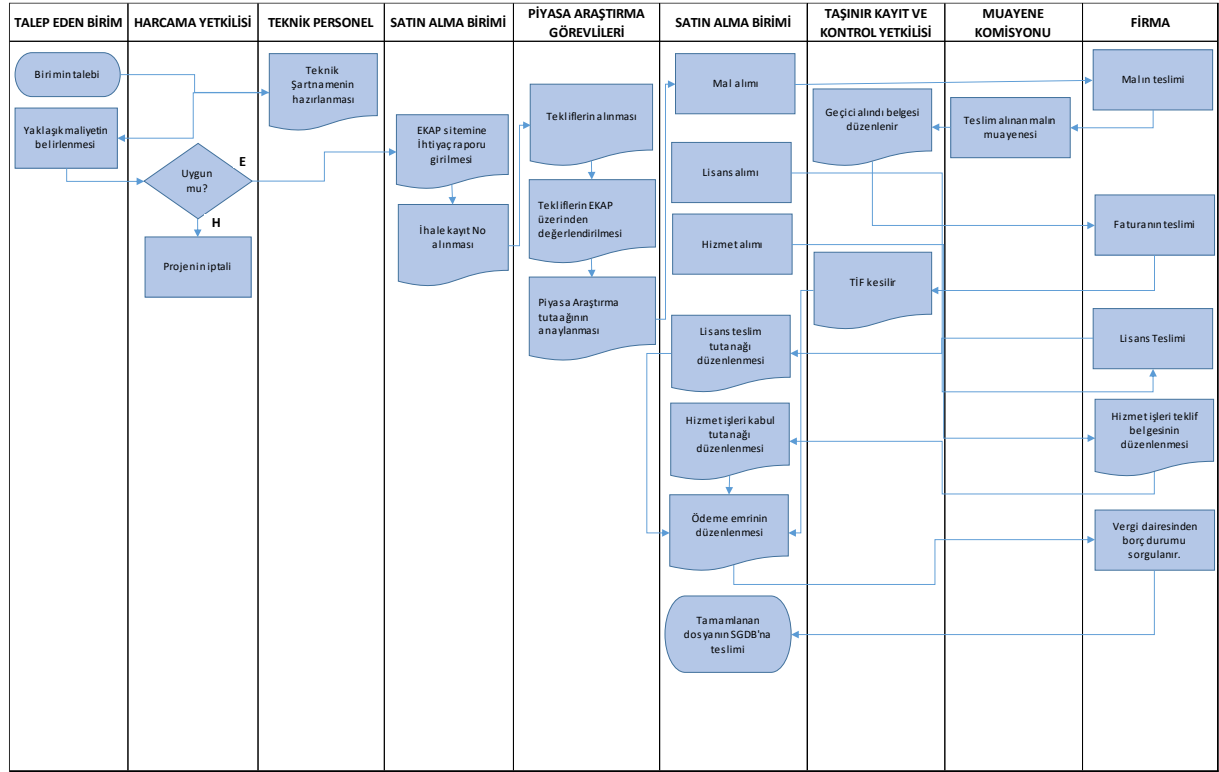 TALEP EDEN BİRİM
HARCAMA YETKİLİSİ
TEKNİK PERSONEL
SATIN ALMA BİRİMİ
PİYASA ARAŞTIRMA
GÖREVLİLERİ
SATIN ALMA BİRİMİ
TAŞINIR KAYIT VE
KONTROL YETKİLİSİ
MUAYENE
KOMİSYONU
FİRMA
Birimin talebi
Yaklaşık maliyetin
belirlenmesi
Uygun
mu?
E
H
Projenin iptali
Teknik
Şartnamenin
hazırlanması
EKAP sitemine
İhtiyaç raporu
girilmesi
İhale kayıt No
alınması
Tekliflerin alınması
Tekliflerin EKAP
üzerinden
değerlendirilmesi
Piyasa Araştırma
tutaağının
anaylanması
Mal alımı
Lisans alımı
Hizmet alımı
Lisans teslim
tutanağı
düzenlenmesi
Hizmet işleri kabul
tutanağı
düzenlenmesi
Ödeme emrinin
düzenlenmesi
Tamamlanan
dosyanın SGDB'na
teslimi
Geçici alındı belgesi
düzenlenir
TİF kesilir
Teslim alınan malın
muayenesi
Malın teslimi
Faturanın teslimi
Lisans Teslimi
Hizmet işleri teklif
belgesinin
düzenlenmesi
Vergi dairesinden
borç durumu
sorgulanır.